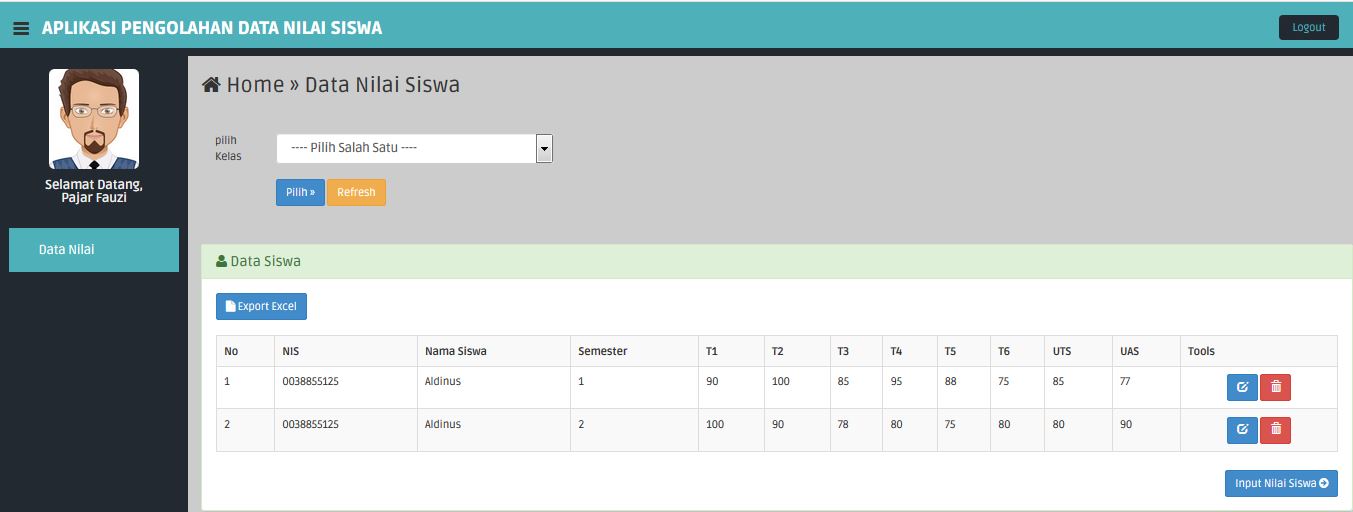 APLIKASI PENGOLAHAN DATA NILAI SISWA
Logout
Selamat Datang,
Pajar Fauzi
Data Nilai
Home » Data Nilai Siswa
pilih
Kelas
---- Pilih Salah Satu ----
Pilih » Refresh
Data Siswa
Export Excel
No NIS Nama Siswa Semester T1 T2 T3 T4 T5 T6 UTS UAS Tools
1 0038855125 Aldinus 1 90 100 85 95 88 75 85 77
2 0038855125 Aldinus 2 100 90 78 80 75 80 80 90
Input Nilai Siswa